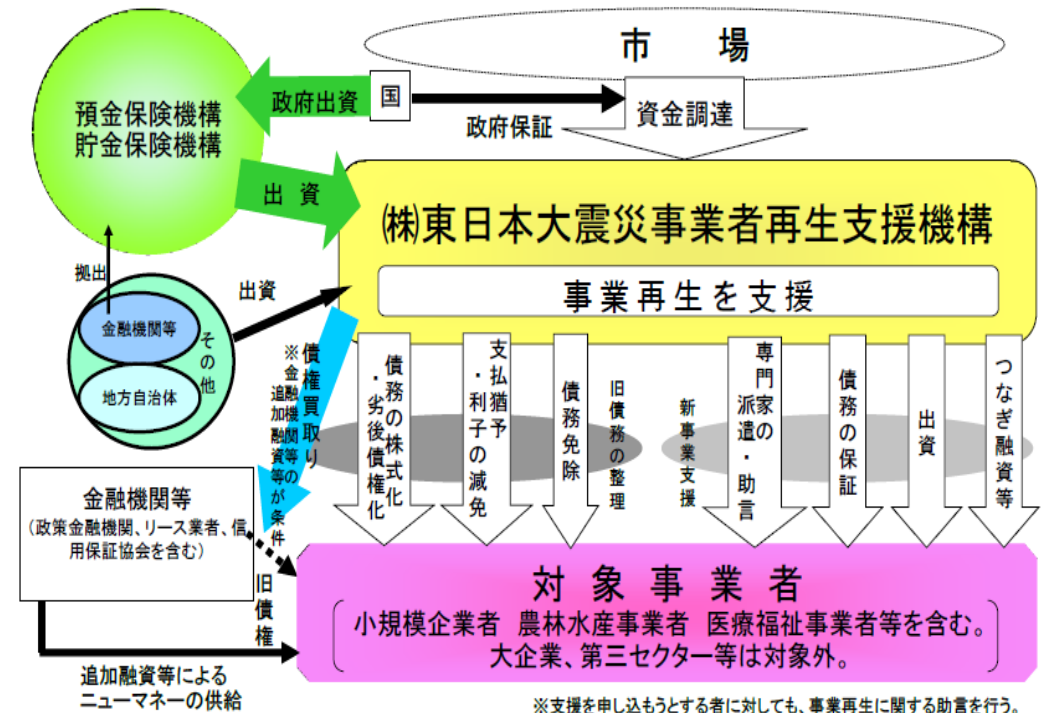 市　場
預金保険機構
貯金保険機構
政府出資
国
政府保証
資金調達
出 資
㈱東日本大震災事業者再生支援機構
事業再生を支援
拠出
出資
金融機関等
地方自治体
その他
債権買取り
※金融機関等の
追加融資等が条件
債務の株式化
・劣後債権化
支払猶予
・利子の減免
債務免除
旧債務の整理
新事業支援
専門家の
派遣・助言
債務の保証
出資
つなぎ融資等
金融機関等
(政策金融機関、リース業者、信
用保証協会を含む)
旧債権
追加融資等による
ニューマネーの供給
対 象 事 業 者
小規模企業者 農林水産事業者 医療福祉事業者等を含む。
大企業、第三セクター等は対象外。
※支援を申し込もうとする者に対しても、事業再生に関する助言を行う。